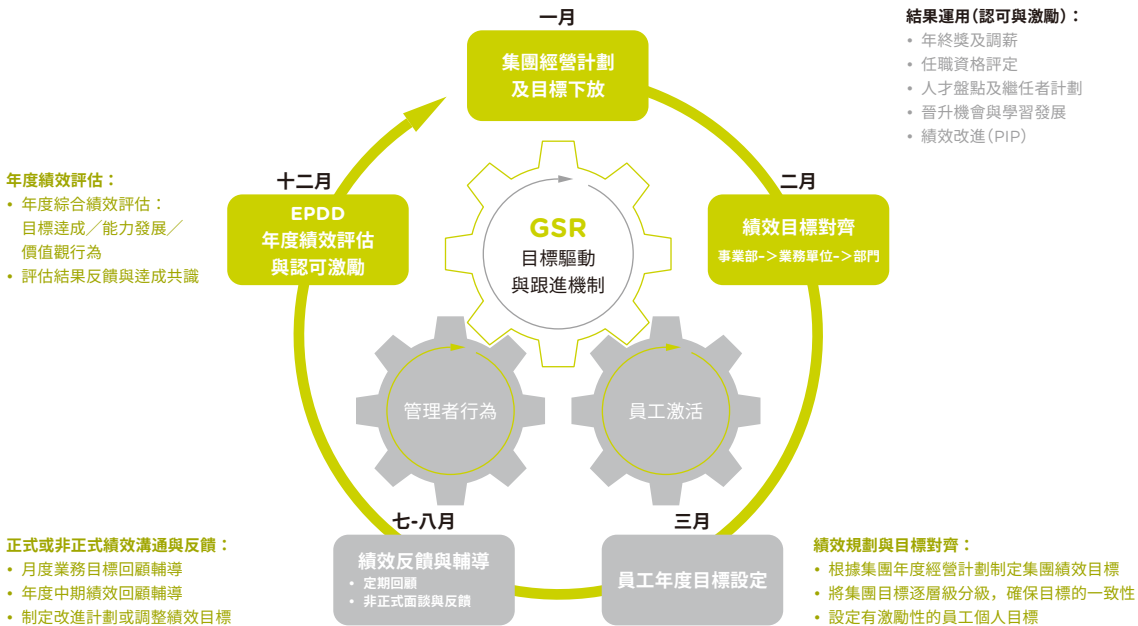 一月
集團經營計劃
及目標下放
結果運用(認可與激勵)：
• 年終獎及調薪
• 任職資格評定
• 人才盤點及繼任者計劃
• 晉升機會與學習發展
• 績效改進(PIP)
二月
績效目標對齊
事業部->業務單位->部門
三月
員工年度目標設定
績效規劃與目標對齊：
• 根據集團年度經營計劃制定集團績效目標
• 將集團目標逐層級分級，確保目標的一致性
• 設定有激勵性的員工個人目標
七-八月
績效反饋與輔導
• 定期回顧
• 非正式面談與反饋
正式或非正式績效溝通與反饋：
• 月度業務目標回顧輔導
• 年度中期績效回顧輔導
• 制定改進計劃或調整績效目標
十二月
EPDD
年度績效評估
與認可激勵
年度績效評估：
• 年度綜合績效評估：
目標達成／能力發展／
價值觀行為
• 評估結果反饋與達成共識
GSR
目標驅動
與跟進機制
管理者行為
員工激活